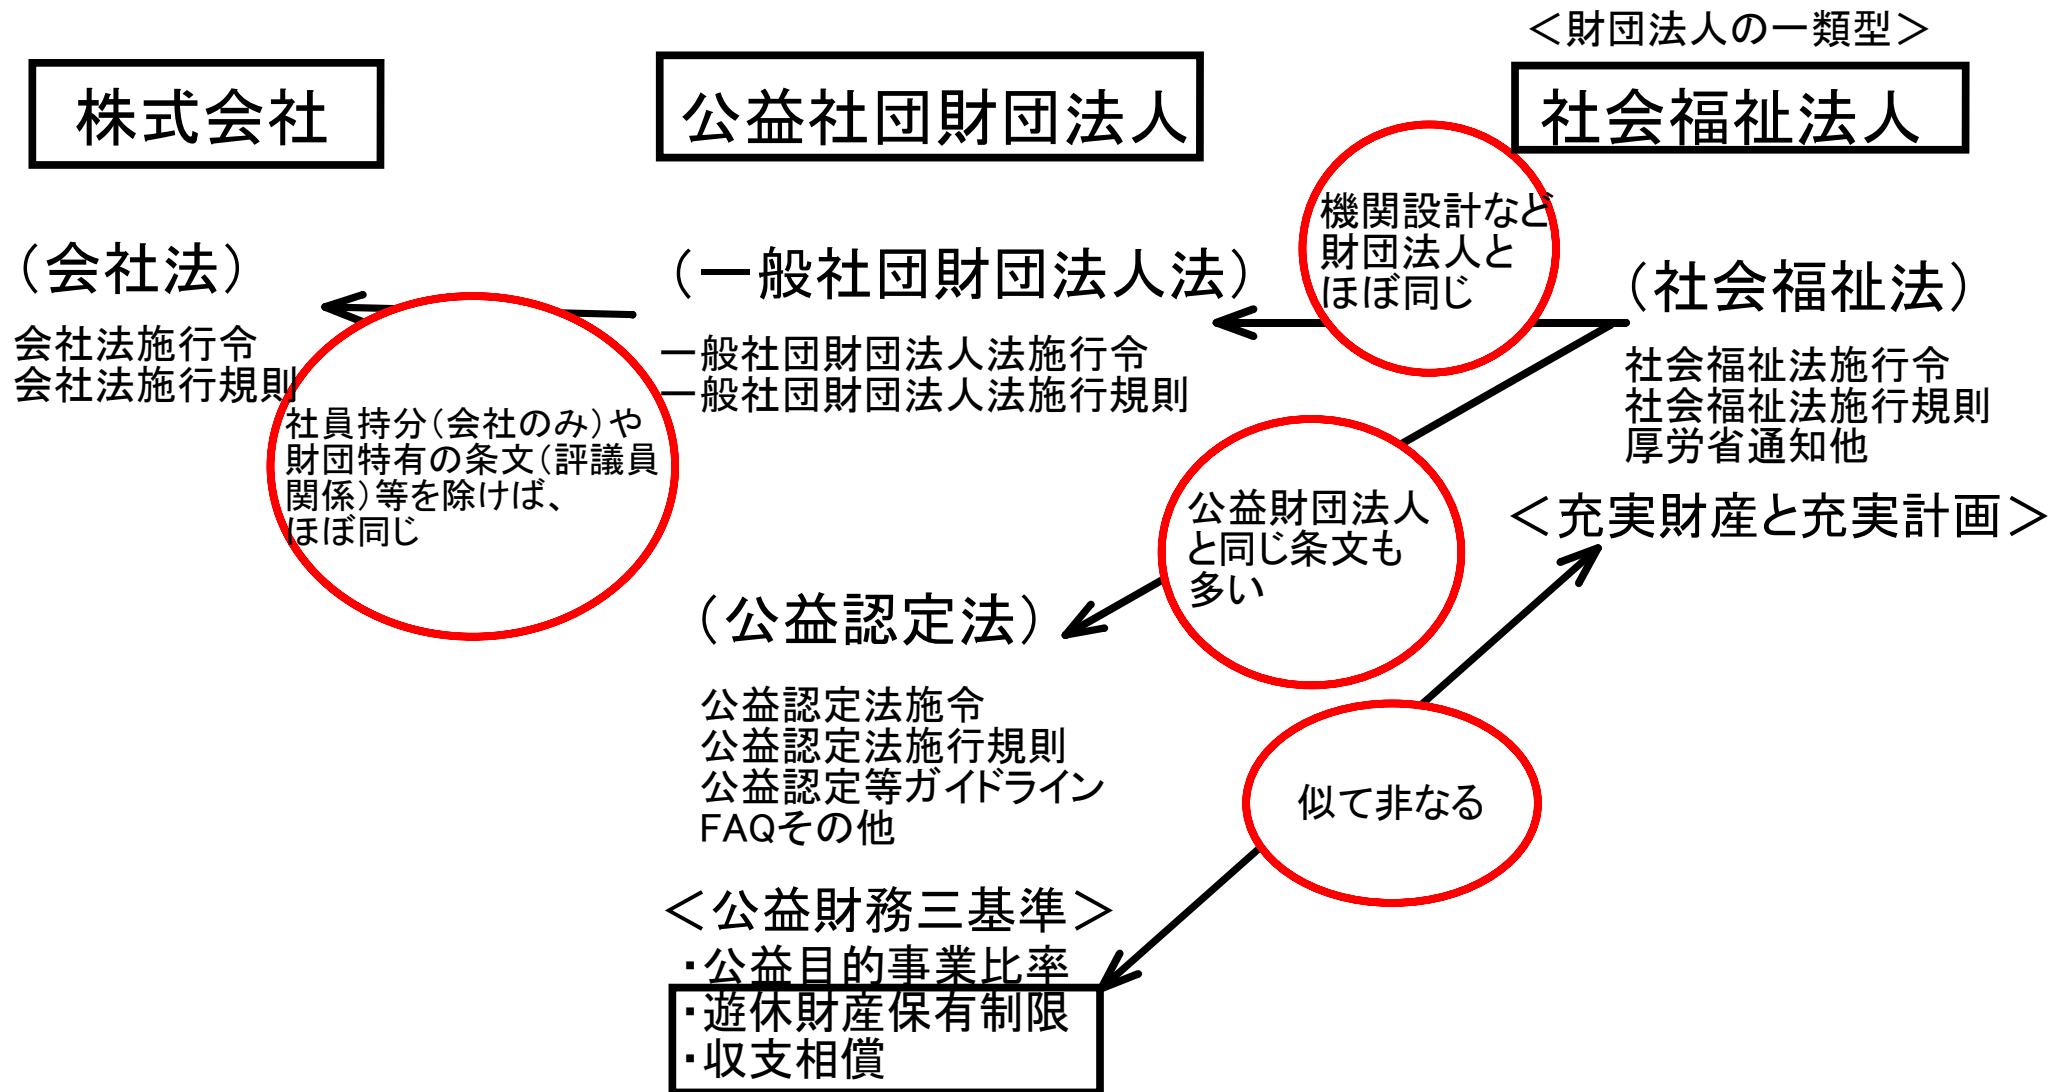 ＜財団法人の一類型＞
株式会社
公益社団財団法人
社会福祉法人
機関設計など
財団法人と
ほぼ同じ
（会社法）
（一般社団財団法人法）
（社会福祉法）
会社法施行令
会社法施行規則
一般社団財団法人法施行令
一般社団財団法人法施行規則
社会福祉法施行令
社会福祉法施行規則
厚労省通知他
社員持分（会社のみ）や
財団特有の条文（評議員
関係）等を除けば、
ほぼ同じ
公益財団法人
と同じ条文も
多い
＜充実財産と充実計画＞
（公益認定法）
公益認定法施令
公益認定法施行規則
公益認定等ガイドライン
FAQその他
似て非なる
＜公益財務三基準＞
・公益目的事業比率
・遊休財産保有制限
・収支相償